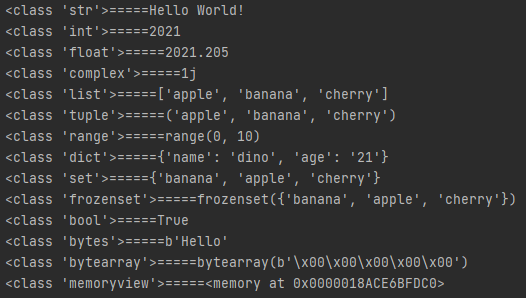 <class 'str'>=====Hello World!
<class 'int'>=====2021
<class 'float'>=====2021.205
<class 'complex'>=====1j
<class 'list'>=====['apple', 'banana', 'cherry']
<class 'tuple'>=====('apple', 'banana', 'cherry')
<class 'range'>=====range(0, 10)
<class 'dict'>====={'name': 'dino', 'age': '21'}
<class 'set'>====={'banana', 'apple', 'cherry'}
<class 'frozenset'>=====frozenset({'banana', 'apple', 'cherry'})
<class 'bool'>=====True
<class 'bytes'>=====b'Hello'
<class 'bytearray'>=====bytearray(b'\x00\x00\x00\x00\x00')
<class 'memoryview'>=====<memory at 0x0000018ACE6BFDC0>